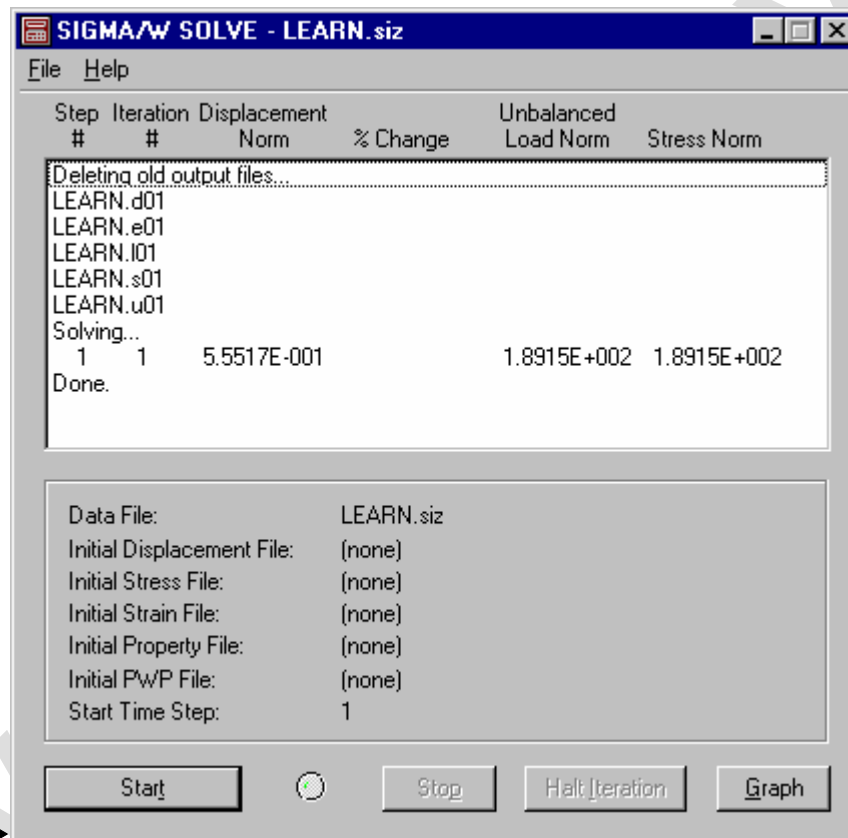 SIGMA/W SOLVE - LEARN.siz
File Help
Step Iteration Displacement Unbalanced
# # Norm % Change Load Norm Stress Norm
Deleting old output files...
LEARN.d01
LEARN.e01
LEARN.l01
LEARN.s01
LEARN.u01
Solving...
1 1 5.5517E-001 1.8915E+002 1.8915E+002
Done.
Data File: LEARN.siz
Initial Displacement File: (none)
Initial Stress File: (none)
Initial Strain File: (none)
Initial Property File: (none)
Initial PWP File: (none)
Start Time Step: 1
Start Stop Halt Iteration Graph